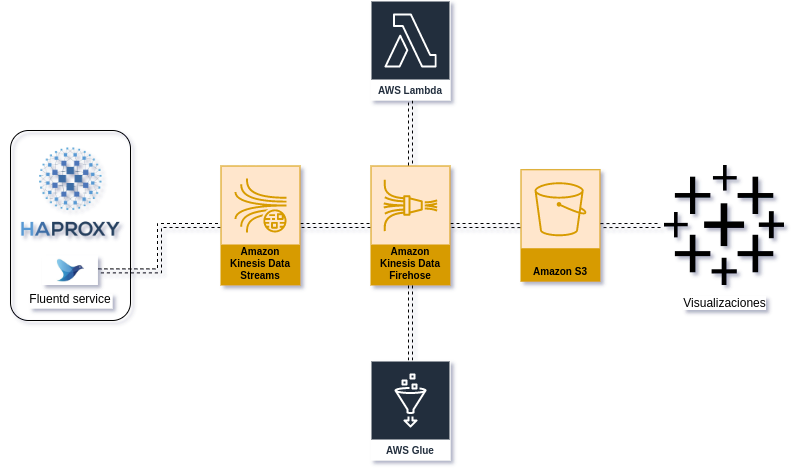 AWS Lambda
HAPROXY
Fluentd service
Amazon
Kinesis Data
Streams
Amazon
Kinesis Data
Firehose
Amazon S3
Visualizaciones
AWS Glue